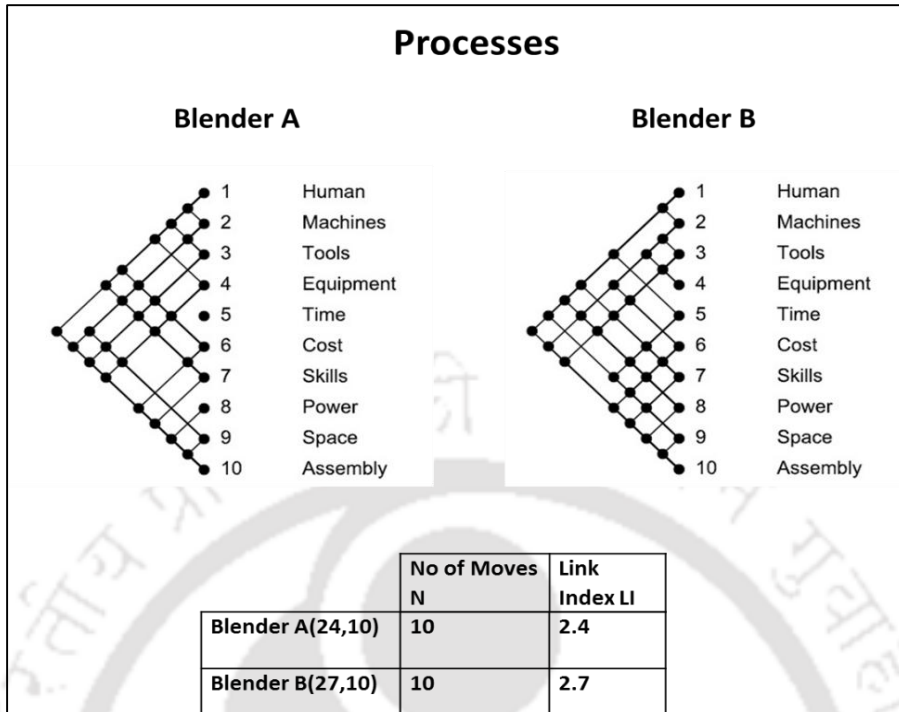 Processes
Blender A
Blender B
1 Human
2 Machines
3 Tools
4 Equipment
5 Time
6 Cost
7 Skills
8 Power
9 Space
10 Assembly
1 Human
2 Machines
3 Tools
4 Equipment
5 Time
6 Cost
7 Skills
8 Power
9 Space
10 Assembly
No of Moves N
Link Index LI
Blender A(24,10) 10 2.4
Blender B(27,10) 10 2.7